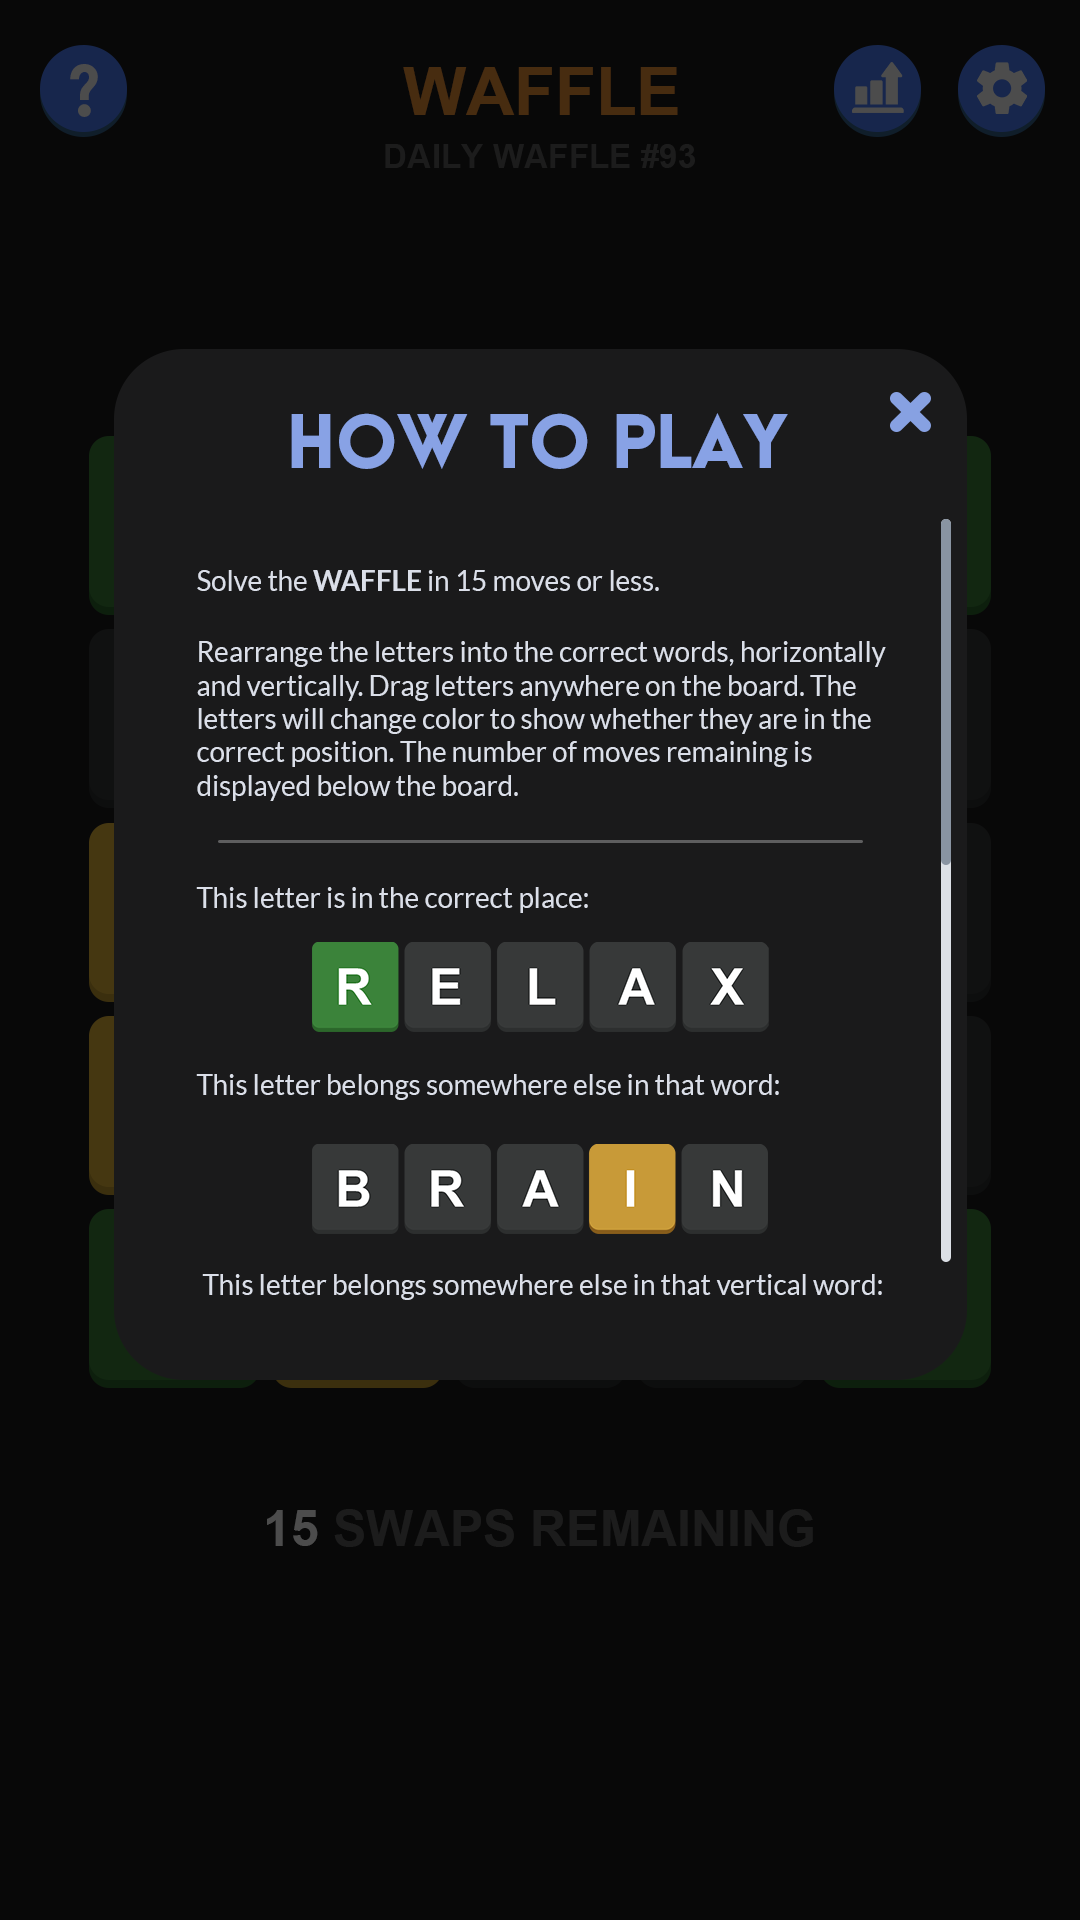 ?
WAFFLE
DAILY WAFFLE #93
HOW TO PLAY
Solve the WAFFLE in 15 moves or less.
Rearrange the letters into the correct words, horizontally
and vertically. Drag letters anywhere on the board. The
letters will change color to show whether they are in the
correct position. The number of moves remaining is
displayed below the board.
This letter is in the correct place:
R E L A X
This letter belongs somewhere else in that word:
B R A I N
This letter belongs somewhere else in that vertical word:
15 SWAPS REMAINING